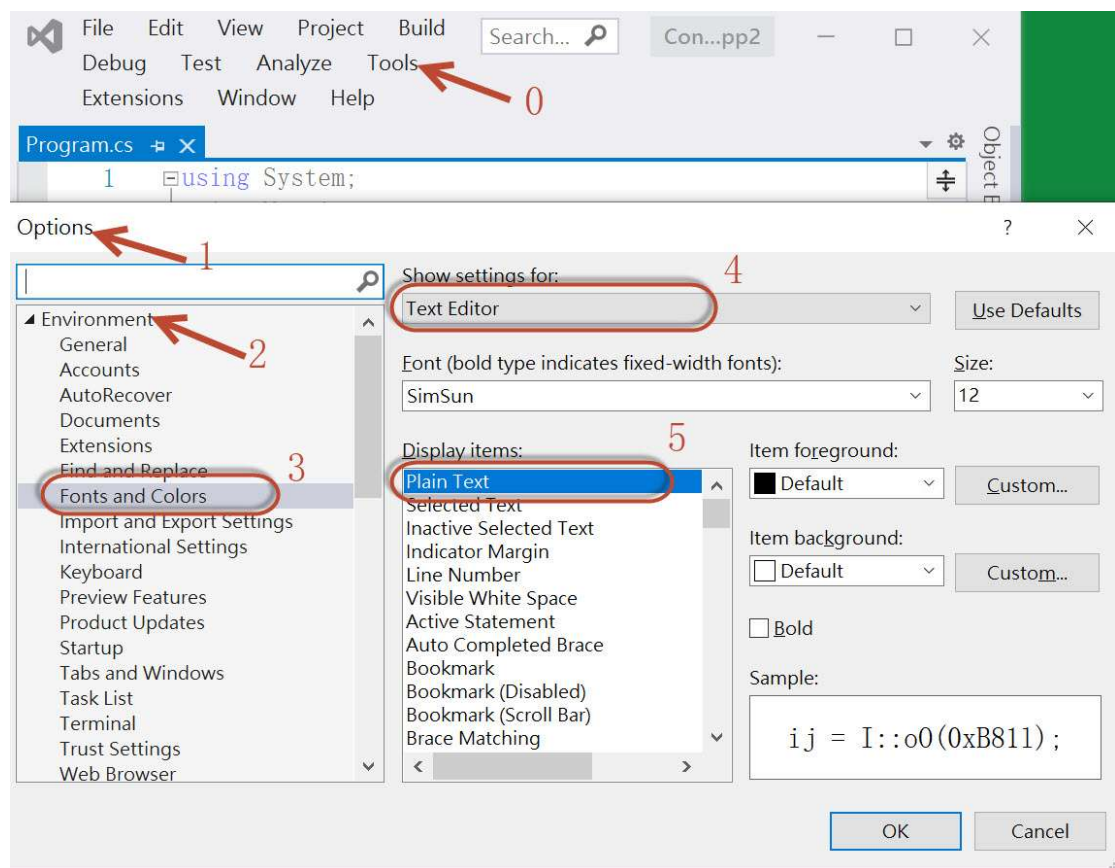 File Edit View Project Build Search... Con...pp2
Debug Test Analyze Tools
Extensions Window Help
0
Program.cs
1 using System;
Options
1
?
Show settings for:
4
Text Editor
Use Defaults
Environment
2
General
Accounts
AutoRecover
Documents
Extensions
Find and Replace
3
Fonts and Colors
Import and Export Settings
International Settings
Keyboard
Preview Features
Product Updates
Startup
Tabs and Windows
Task List
Terminal
Trust Settings
Web Browser
Font (bold type indicates fixed-width fonts):
Size:
SimSun
12
Display items:
5
Plain Text
Selected Text
Inactive Selected Text
Indicator Margin
Line Number
Visible White Space
Active Statement
Auto Completed Brace
Bookmark
Bookmark (Disabled)
Bookmark (Scroll Bar)
Brace Matching
Item foreground:
Default
Custom...
Item background:
Default
Custom...
Bold
Sample:
ij = I::oO(0xB811);
OK
Cancel